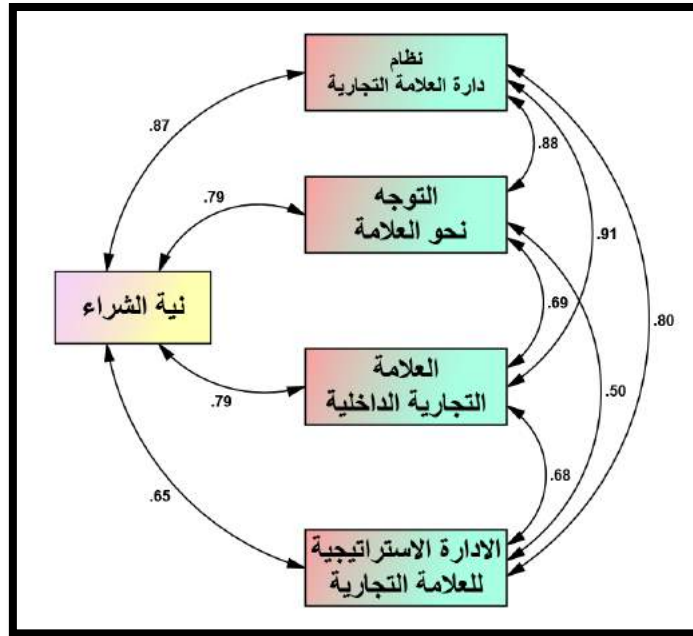 نظام
دارة العلامة التجارية
.87
.88
.79
التوجه
نحو العلامة
.91
نية الشراء
.69
.80
العلامة
التجارية الداخلية
.79
.50
.68
.65
الادارة الاستراتيجية
للعلامة التجارية